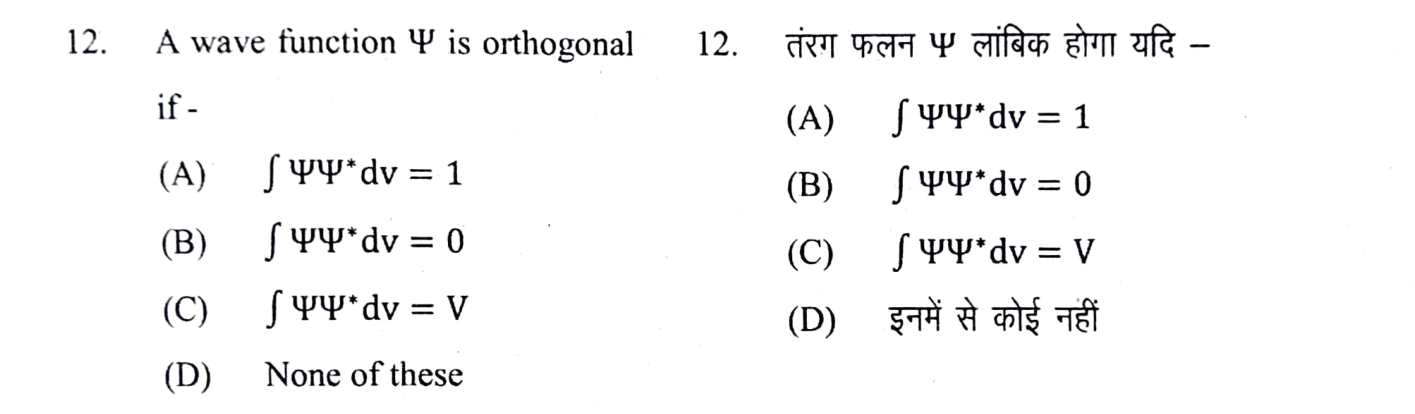 12. A wave function Ψ is orthogonal
if -
(A) ∫ ΨΨ*dv = 1
(B) ∫ ΨΨ*dv = 0
(C) ∫ ΨΨ*dv = V
(D) None of these
12. तंरग फलन Ψ लांबिक होगा यदि –
(A) ∫ ΨΨ*dv = 1
(B) ∫ ΨΨ*dv = 0
(C) ∫ ΨΨ*dv = V
(D) इनमें से कोई नहीं